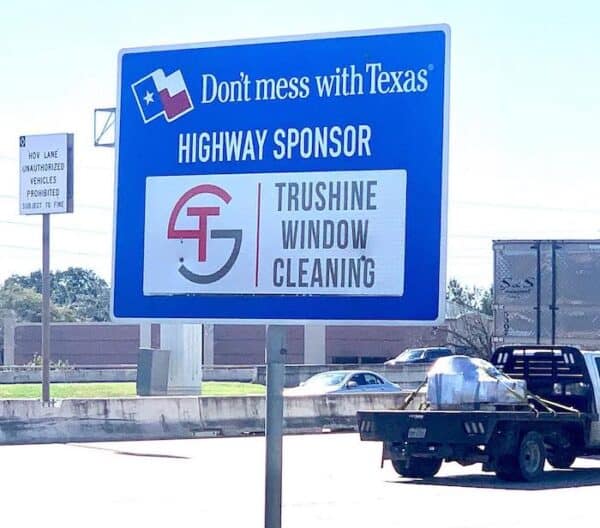 Don't mess with Texas®
HIGHWAY SPONSOR
TRUSHINE
WINDOW
CLEANING
HOV LANE
UNAUTHORIZED
VEHICLES
PROHIBITED
SUBJECT TO FINE